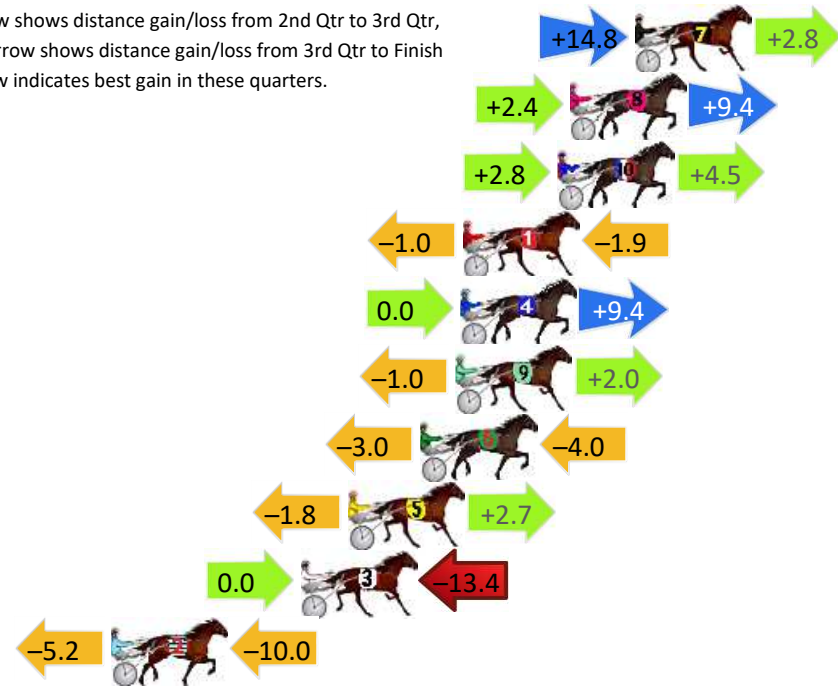 w shows distance gain/loss from 2nd Qtr to 3rd Qtr,
rrow shows distance gain/loss from 3rd Qtr to Finish
w indicates best gain in these quarters.
+14.8 7 +2.8
+2.4 8 +9.4
+2.8 10 +4.5
–1.0 1 –1.9
0.0 4 +9.4
–1.0 9 +2.0
–3.0 6 –4.0
–1.8 5 +2.7
0.0 3 –13.4
–5.2 2 –10.0